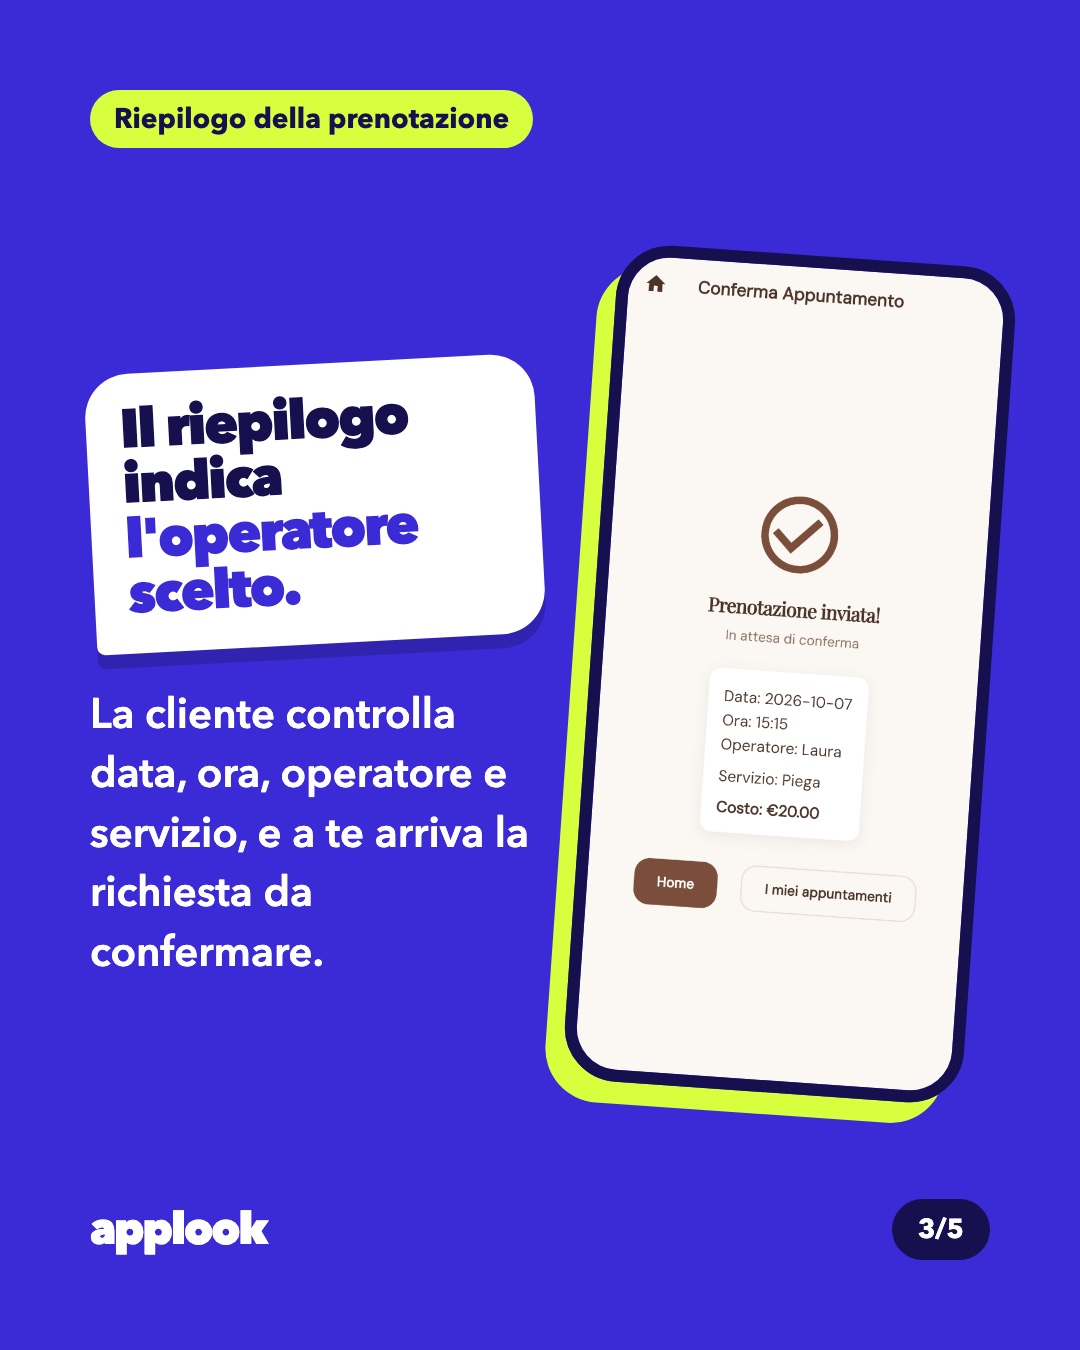 Riepilogo della prenotazione
Il riepilogo
indica
l'operatore
scelto.
La cliente controlla
data, ora, operatore e
servizio, e a te arriva la
richiesta da
confermare.
Conferma Appuntamento
Prenotazione inviata!
In attesa di conferma
Data: 2026-10-07
Ora: 15:15
Operatore: Laura
Servizio: Piega
Costo: €20.00
Home
I miei appuntamenti
applook
3/5